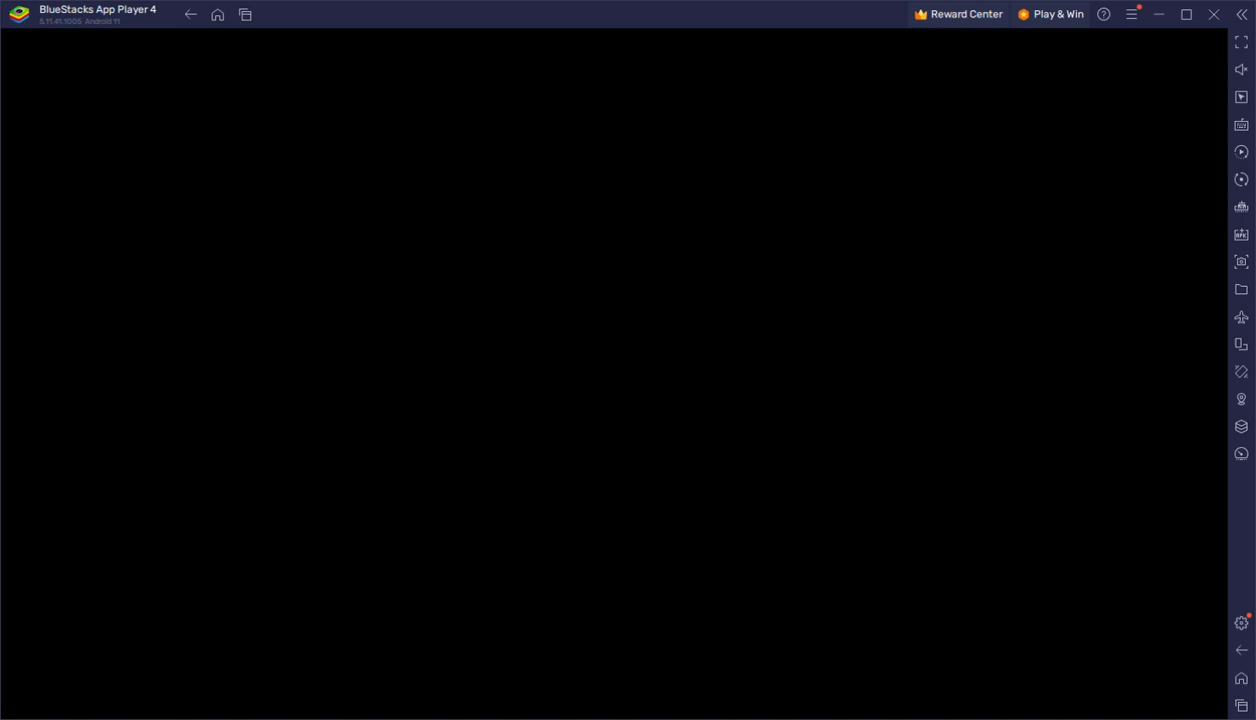 BlueStacks App Player 4
5.11.41.1005 Android 11
Reward Center
Play & Win